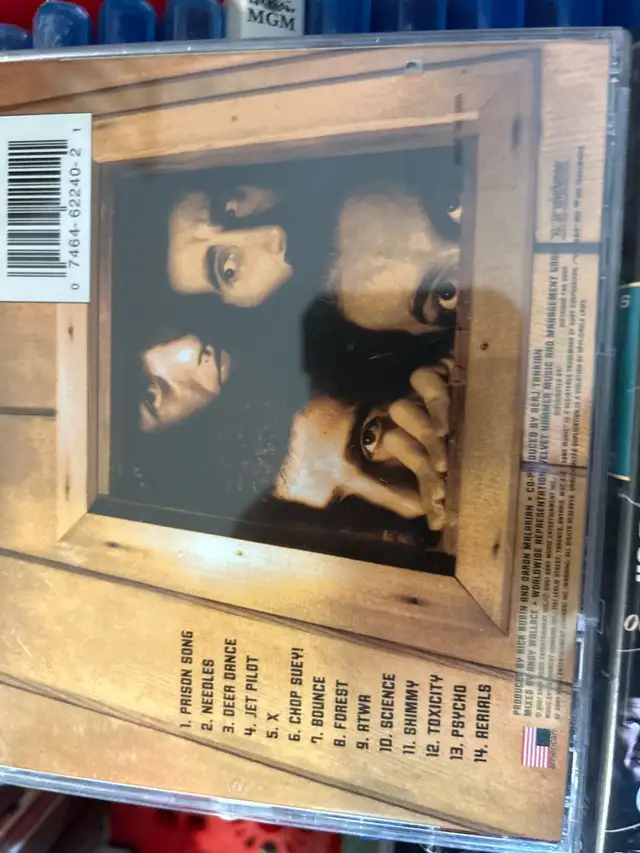 MGM
0 7464-62240-2 1
1. PRISON SONG
2. NEEDLES
3. DEER DANCE
4. JET PILOT
5. X
6. CHOP SUEY!
7. BOUNCE
8. FOREST
9. ATWA
10. SCIENCE
11. SHIMMY
12. TOXICITY
13. PSYCHO
14. AERIALS
PRODUCED BY RICK RUBIN AND DARON MALAKIAN • CO-PRODUCED BY SERJ TANKIAN
MIXED BY ANDY WALLACE • WORLDWIDE REPRESENTATION: VELVET HAMMER MUSIC AND MANAGEMENT GROUP